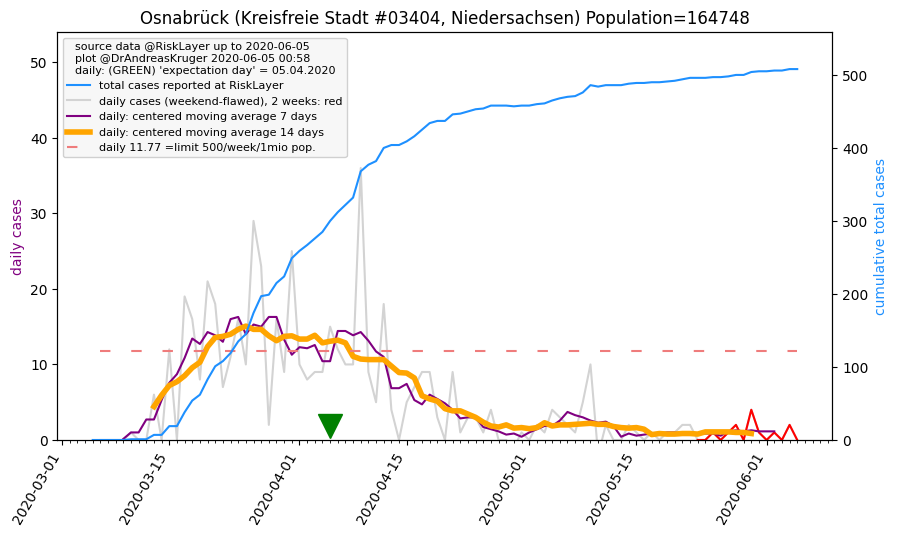 Osnabrück (Kreisfreie Stadt #03404, Niedersachsen) Population=164748
source data @RiskLayer up to 2020-06-05
plot @DrAndreasKruger 2020-06-05 00:58
daily: (GREEN) 'expectation day' = 05.04.2020
total cases reported at RiskLayer
daily cases (weekend-flawed), 2 weeks: red
daily: centered moving average 7 days
daily: centered moving average 14 days
daily 11.77 =limit 500/week/1mio pop.
daily cases
50
40
30
20
10
0
cumulative total cases
500
400
300
200
100
0
2020-03-01
2020-03-15
2020-04-01
2020-04-15
2020-05-01
2020-05-15
2020-06-01